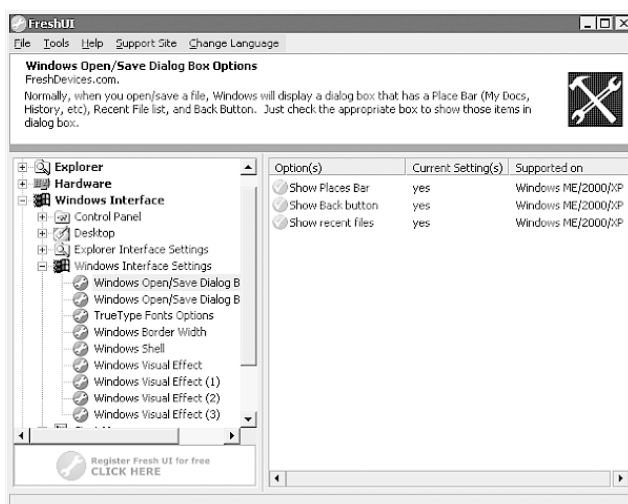 FreshUI
File Tools Help Support Site Change Language
Windows Open/Save Dialog Box Options
FreshDevices.com.
Normally, when you open/save a file, Windows will display a dialog box that has a Place Bar (My Docs,
History, etc), Recent File list, and Back Button. Just check the appropriate box to show those items in
dialog box.
Explorer
Hardware
Windows Interface
Control Panel
Desktop
Explorer Interface Settings
Windows Interface Settings
Windows Open/Save Dialog B
Windows Open/Save Dialog B
TrueType Fonts Options
Windows Border Width
Windows Shell
Windows Visual Effect
Windows Visual Effect (1)
Windows Visual Effect (2)
Windows Visual Effect (3)
Option(s) Current Setting(s) Supported on
Show Places Bar yes Windows ME/2000/XP
Show Back button yes Windows ME/2000/XP
Show recent files yes Windows ME/2000/XP
Register Fresh UI for free
CLICK HERE